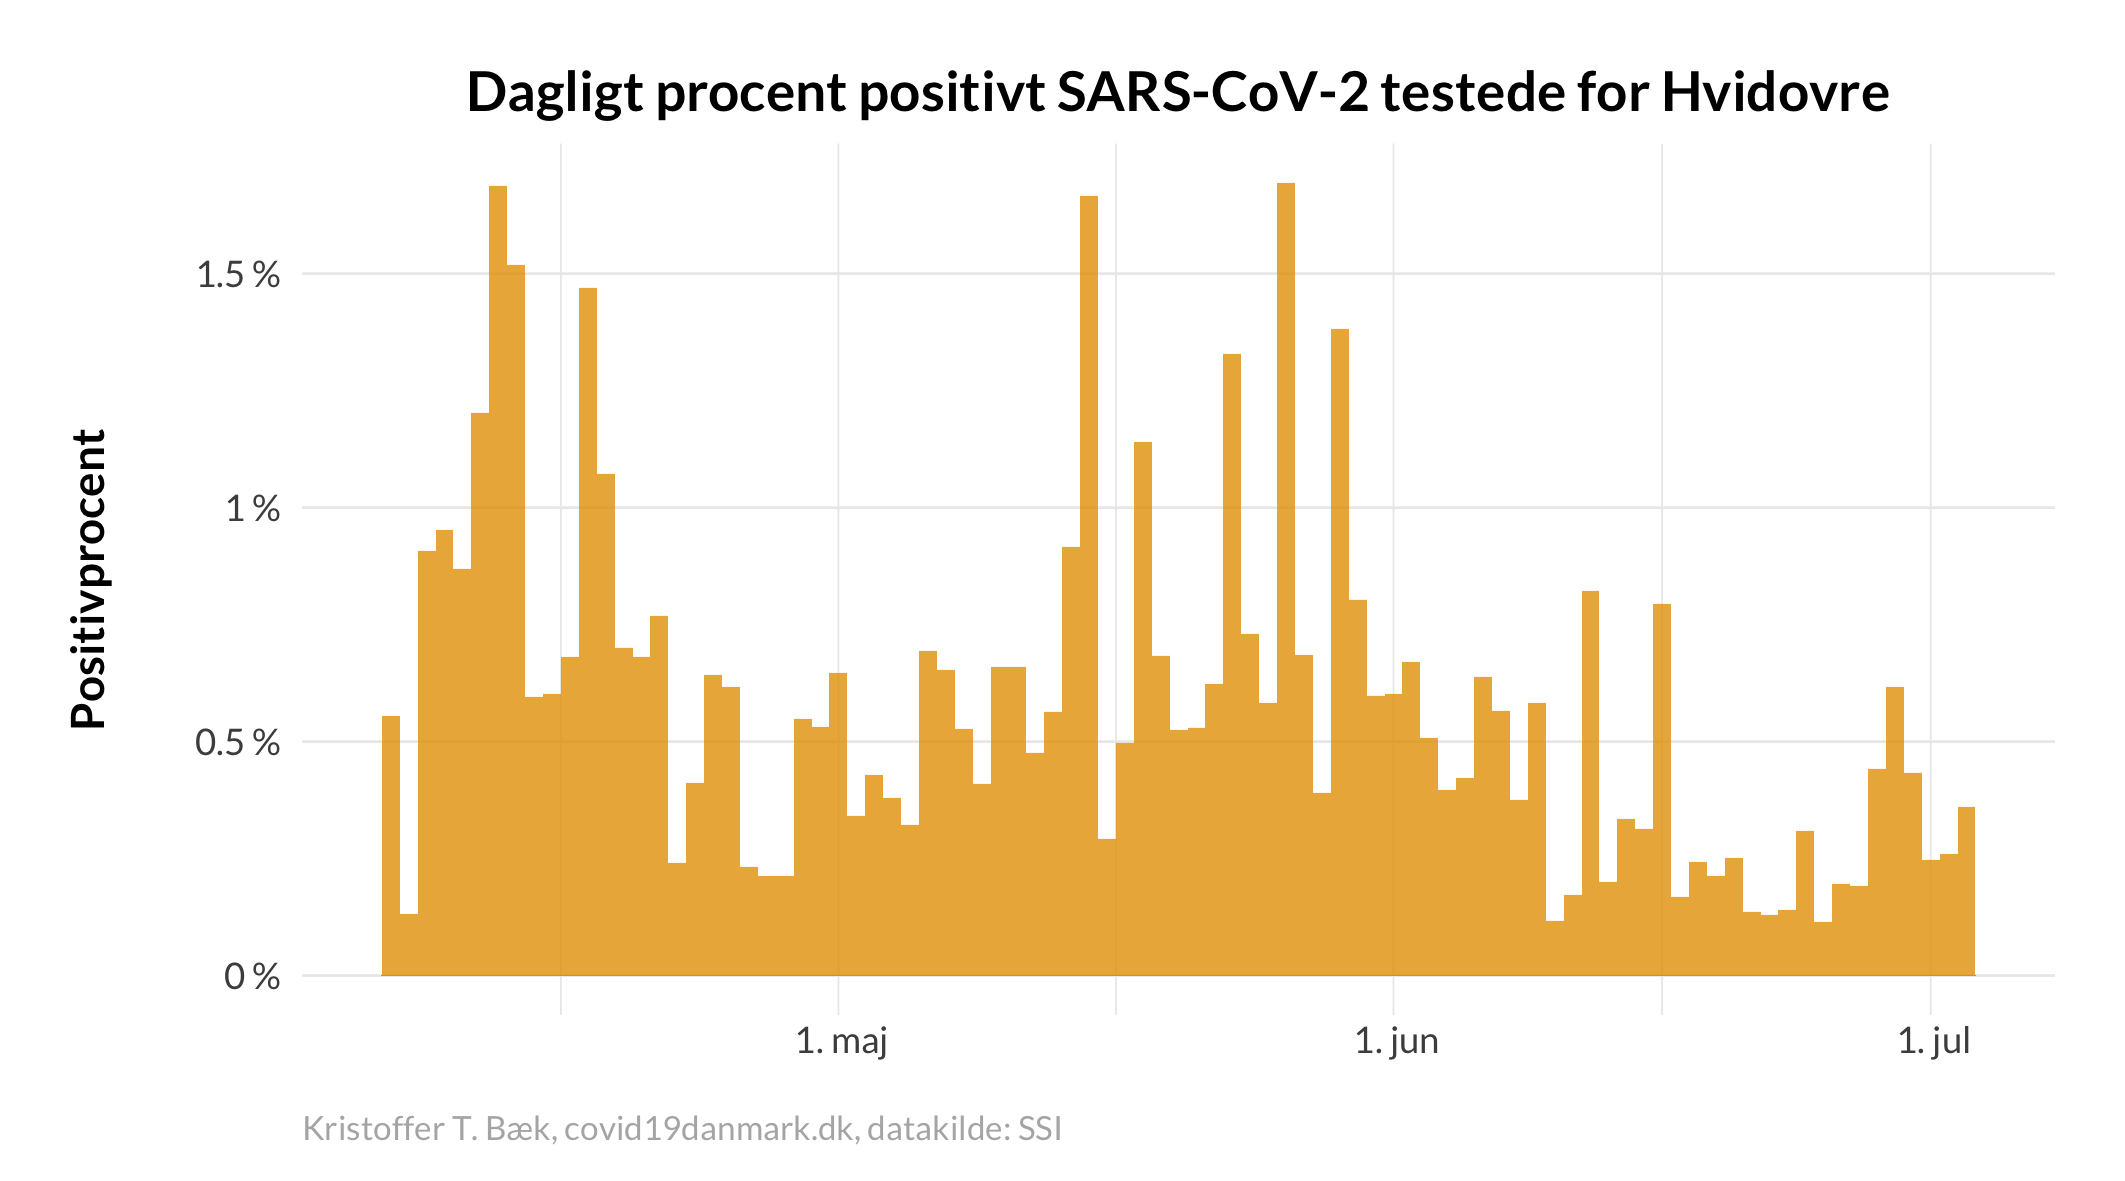 Dagligt procent positivt SARS-CoV-2 testede for Hvidovre
Positivprocent
1.5 %
1 %
0.5 %
0 %
1. maj
1. jun
1. jul
Kristoffer T. Bæk, covid19danmark.dk, datakilde: SSI